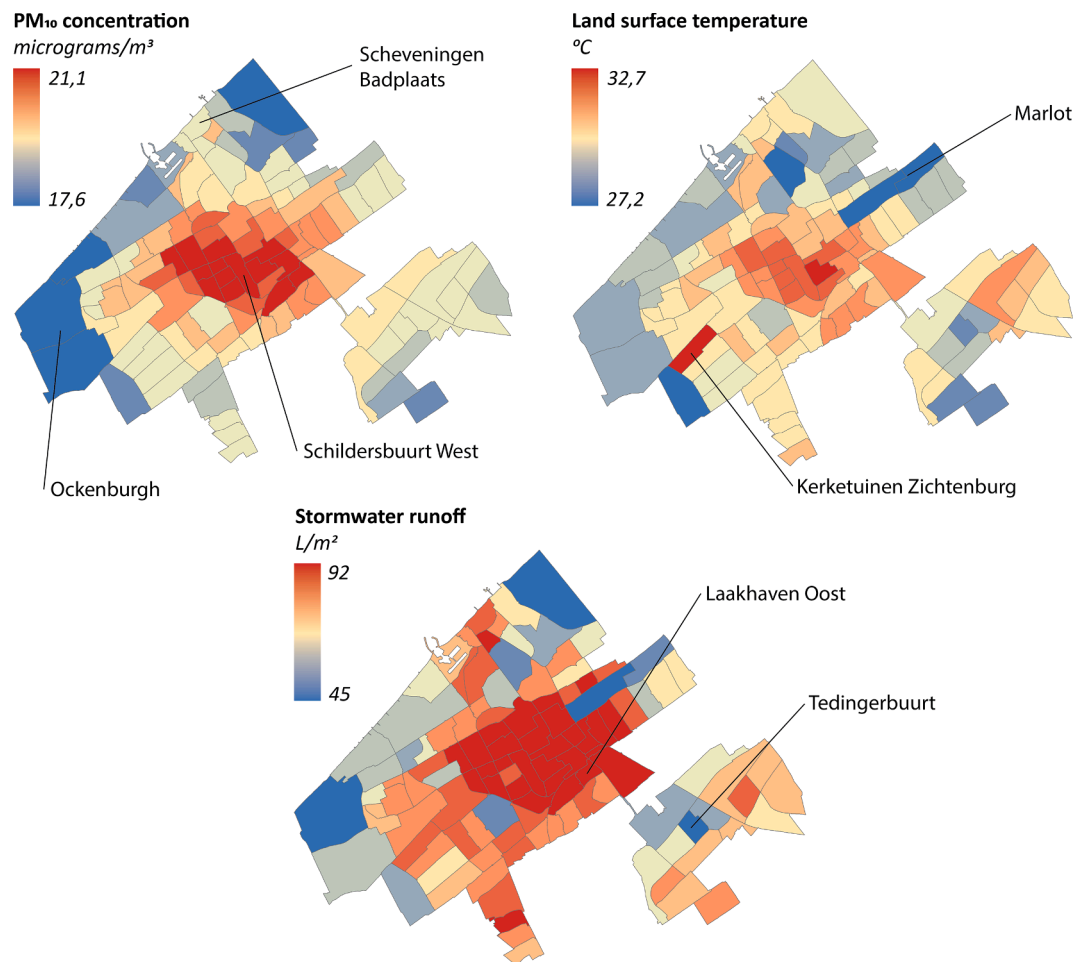 PM₁₀ concentration
micrograms/m³
21,1
17,6
Scheveningen
Badplaats
Schildersbuurt West
Ockenburgh
Land surface temperature
ºC
32,7
27,2
Marlot
Kerketuinen Zichtenburg
Stormwater runoff
L/m²
92
45
Laakhaven Oost
Tedingerbuurt